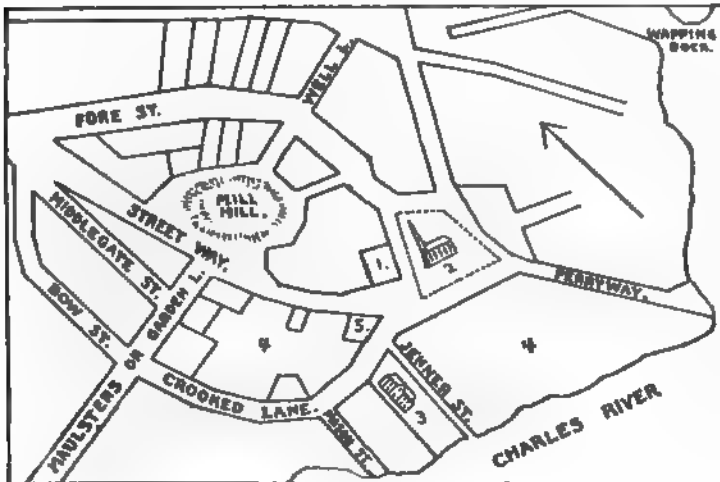 WAPPING
DOCK.
WELL L.
FORE ST.
MILL
HILL.
STREET WAY.
MIDDLEGATE ST.
BOW ST.
MAULSTERS OR GARDEN L.
1.
2
FERRYWAY.
4
5.
4
JENNER ST.
CROOKED LANE.
3
CHARLES RIVER